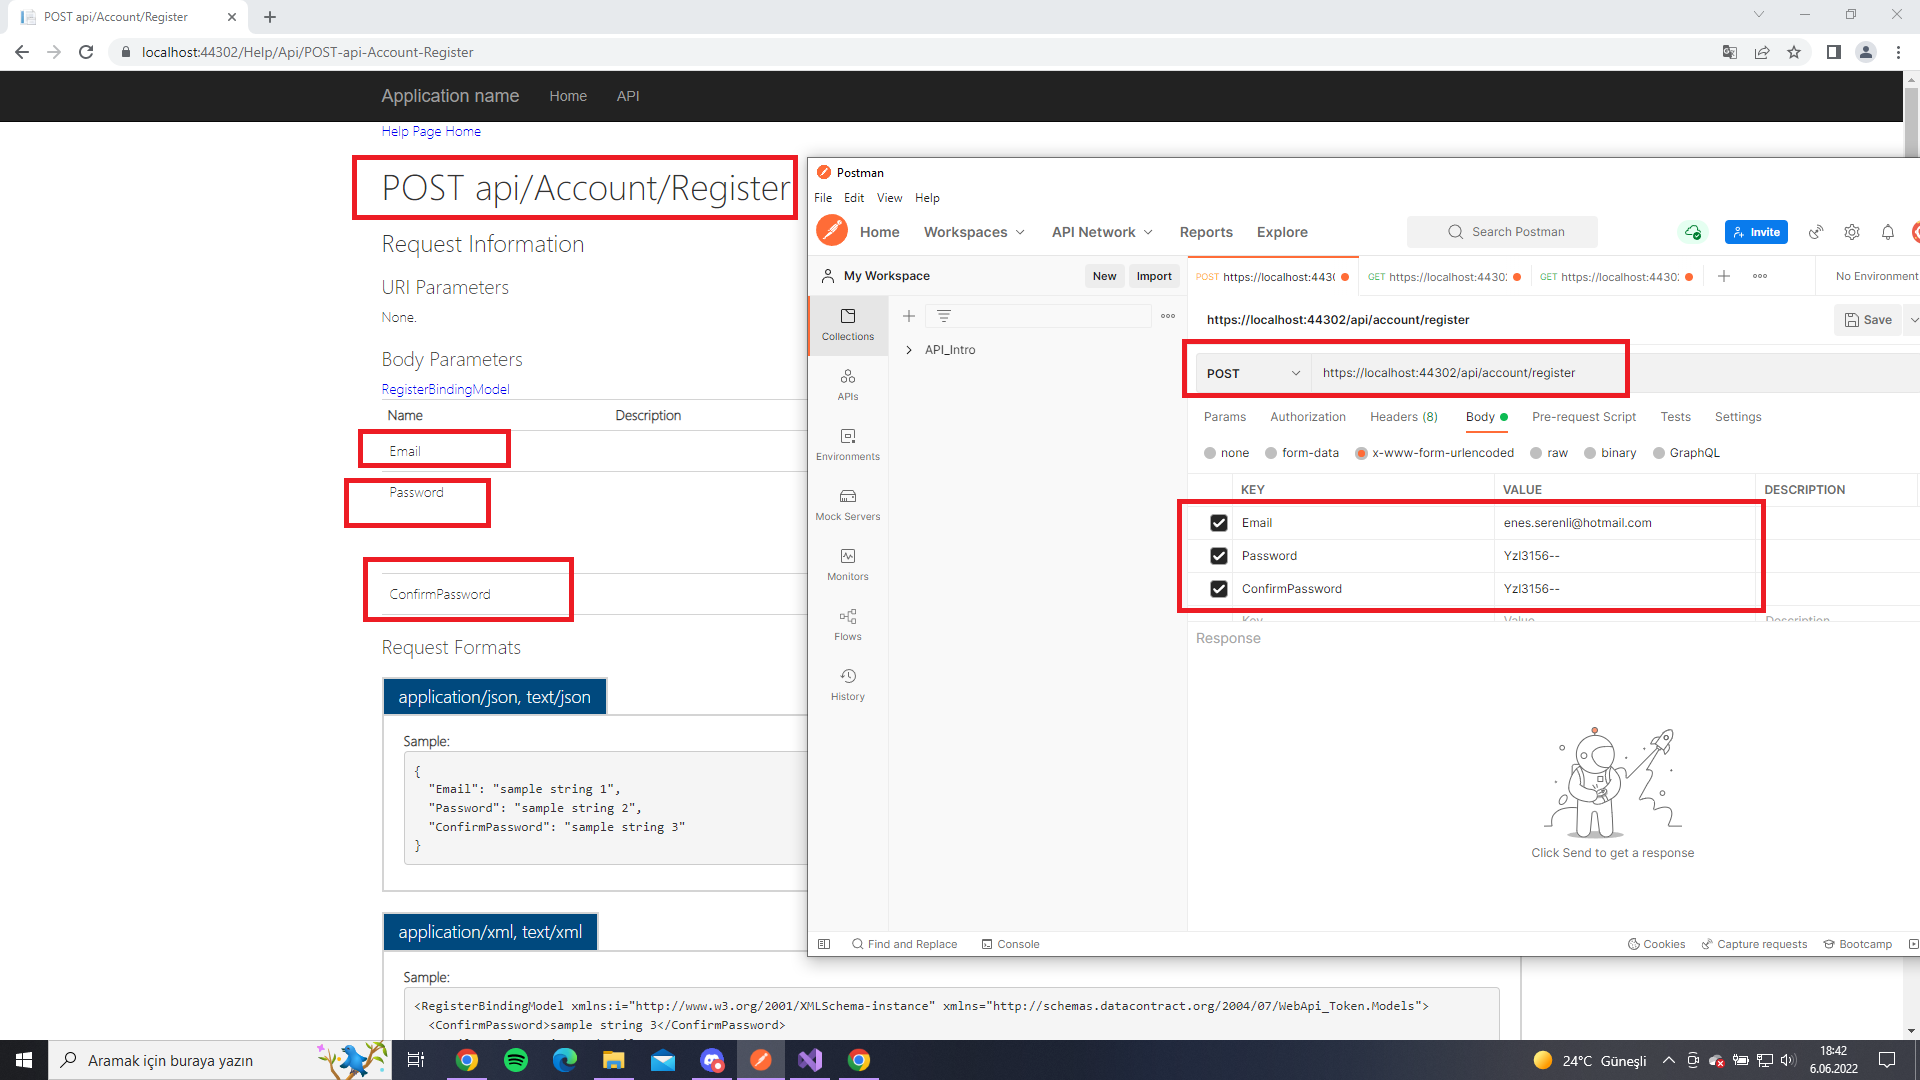 POST api/Account/Register
localhost:44302/Help/Api/POST-api-Account-Register
Application name
Home
API
Help Page Home
POST api/Account/Register
Request Information
URI Parameters
None.
Body Parameters
RegisterBindingModel
Name
Description
Email
Password
ConfirmPassword
Request Formats
application/json, text/json
Sample:
{
"Email": "sample string 1",
"Password": "sample string 2",
"ConfirmPassword": "sample string 3"
}
application/xml, text/xml
Sample:
<RegisterBindingModel xmlns:i="http://www.w3.org/2001/XMLSchema-instance" xmlns="http://schemas.datacontract.org/2004/07/WebApi_Token.Models">
<ConfirmPassword>sample string 3</ConfirmPassword>
Postman
File Edit View Help
Home
Workspaces
API Network
Reports
Explore
Search Postman
Invite
My Workspace
New
Import
POST https://localhost:4430
GET https://localhost:4430
GET https://localhost:4430
No Environment
Collections
API_Intro
APIs
Environments
Mock Servers
Monitors
Flows
History
https://localhost:44302/api/account/register
Save
POST
https://localhost:44302/api/account/register
Params
Authorization
Headers (8)
Body
Pre-request Script
Tests
Settings
none
form-data
x-www-form-urlencoded
raw
binary
GraphQL
KEY
VALUE
DESCRIPTION
Email
enes.serenli@hotmail.com
Password
Yzl3156--
ConfirmPassword
Yzl3156--
Key
Value
Description
Response
Click Send to get a response
Find and Replace
Console
Cookies
Capture requests
Bootcamp
Aramak için buraya yazın
24°C Güneşli
18:42
6.06.2022